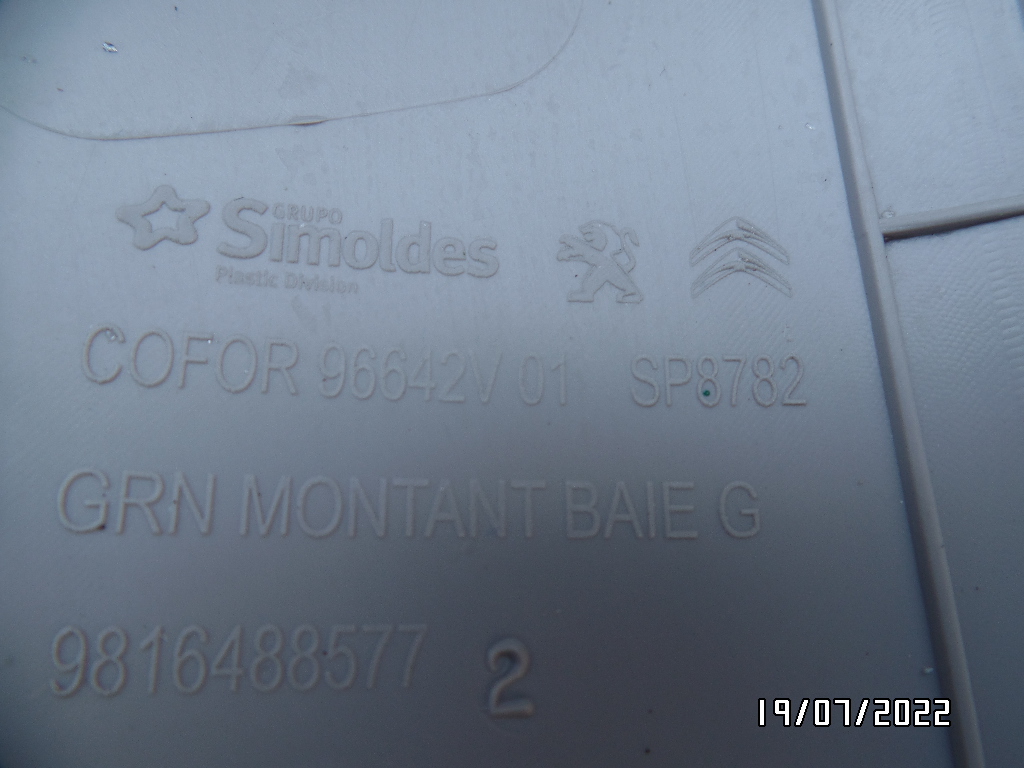 GRUPO
Simoldes
Plastic Division
COFOR 96642V 01 SP8782
GRN MONTANT BAIE G
9816488577 2
19/07/2022